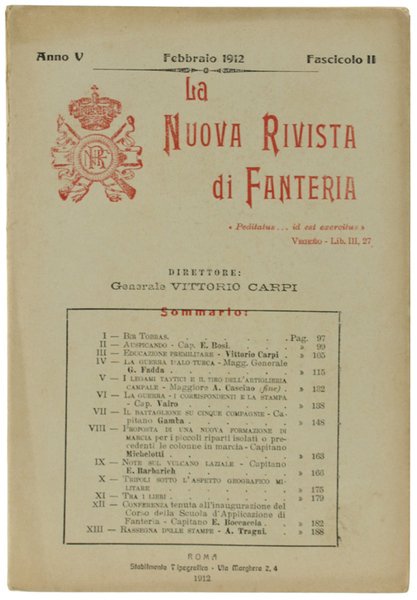 Anno V Febbraio 1912 Fascicolo II
La
NUOVA RIVISTA
di FANTERIA
« Peditatus... id est exercitus »
VEGEZIO - Lib. III, 27
DIRETTORE:
Generale VITTORIO CARPI
Sommario:
I — BIR TOBRAS. Pag. 97
II — AUSPICANDO - Cap. E. Rosi. » 99
III — EDUCAZIONE PREMILITARE - Vittorio Carpi . » 105
IV — LA GUERRA ITALO-TURCA - Magg. Generale
G. Fadda » 115
V — I LEGAMI TATTICI E IL TIRO DELL'ARTIGLIERIA
CAMPALE - Maggiore A. Cascino (fine) . » 132
VI — LA GUERRA - I CORRISPONDENTI E LA STAMPA
- Cap. Vairo » 138
VII — IL BATTAGLIONE SU CINQUE COMPAGNIE - Ca-
pitano Gamba » 148
VIII — PROPOSTA DI UNA NUOVA FORMAZIONE DI
MARCIA per i piccoli riparti isolati o pre-
cedenti le colonne in marcia - Capitano
Micheletti » 163
IX — NOTE SUL VULCANO LAZIALE - Capitano
E. Barbarich » 166
X — TRIPOLI SOTTO L'ASPETTO GEOGRAFICO MI-
LITARE » 175
XI — TRA I LIBRI » 179
XII — CONFERENZA tenuta all'inaugurazione del
Corso della Scuola d'Applicazione di
Fanteria - Capitano E. Boccaccia » 182
XIII — RASSEGNA DELLE STAMPE - A. Tragni. » 188
ROMA
Stabilimento Tipografico - Via Marghera 2, 4
1912